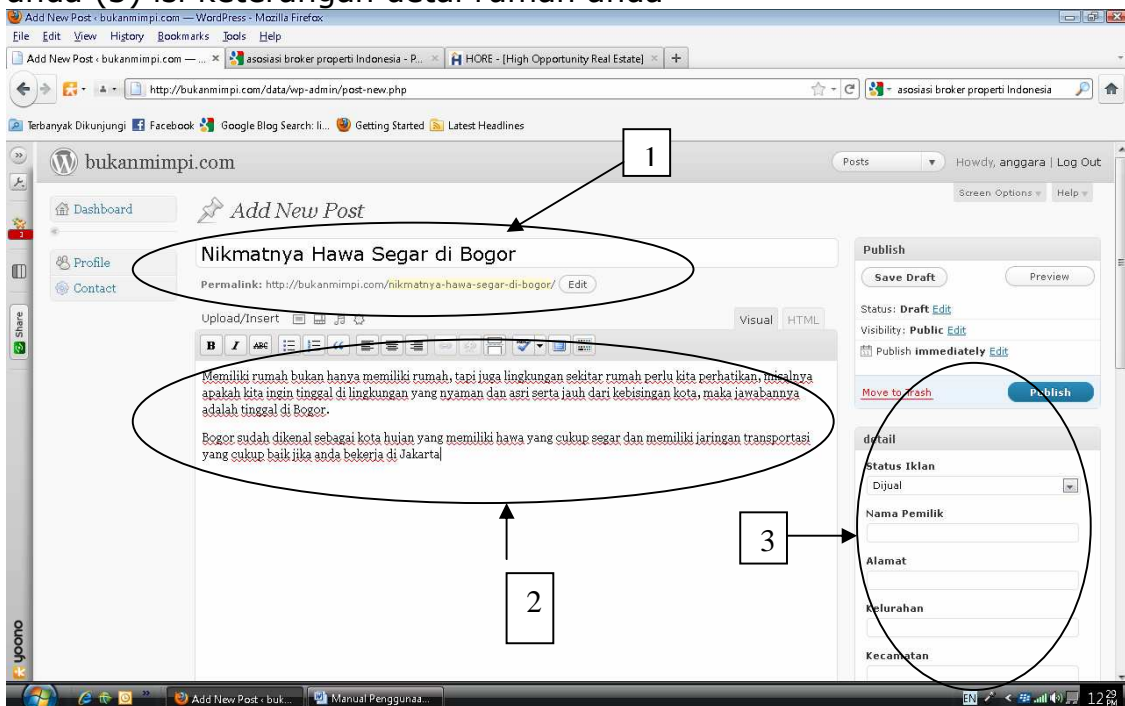 anda (3) isi keterangan detai rumah anda
Add New Post ‹ bukanmimpi.com — WordPress - Mozilla Firefox
File Edit View History Bookmarks Tools Help
Add New Post ‹ bukanmimpi.com — ... × asosiasi broker properti Indonesia - P... × HORE - [High Opportunity Real Estate] × +
http://bukanmimpi.com/data/wp-admin/post-new.php asosiasi broker properti Indonesia
Terbanyak Dikunjungi Facebook Google Blog Search: li... Getting Started Latest Headlines
1
bukanmimpi.com Posts Howdy, anggara | Log Out
Screen Options Help
Dashboard Add New Post
Profile
Contact
Nikmatnya Hawa Segar di Bogor
Permalink: http://bukanmimpi.com/nikmatnya-hawa-segar-di-bogor/ Edit
Upload/Insert Visual HTML
B I ABC
Memiliki rumah bukan hanya memiliki rumah, tapi juga lingkungan sekitar rumah perlu kita perhatikan, misalnya
apakah kita ingin tinggal di lingkungan yang nyaman dan asri serta jauh dari kebisingan kota, maka jawabannya
adalah tinggal di Bogor.
Bogor sudah dikenal sebagai kota hujan yang memiliki hawa yang cukup segar dan memiliki jaringan transportasi
yang cukup baik jika anda bekerja di Jakarta
Publish
Save Draft Preview
Status: Draft Edit
Visibility: Public Edit
Publish immediately Edit
Move to Trash Publish
detail
Status Iklan
Dijual
Nama Pemilik
Alamat
Kelurahan
Kecamatan
3
2
3
Share
yoono
Add New Post ‹ buk... Manual Penggunaa... EN 12:29 PM